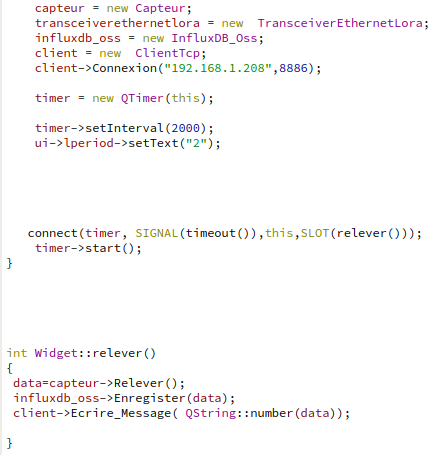 capteur = new Capteur;
transceiverethernetlora = new  TransceiverEthernetLora;
influxdb_oss = new InfluxDB_Oss;
client = new  ClientTcp;
client->Connexion("192.168.1.208",8886);
timer = new QTimer(this);
timer->setInterval(2000);
ui->lperiod->setText("2");
connect(timer, SIGNAL(timeout()),this,SLOT(relever()));
timer->start();
}
int Widget::relever()
{
data=capteur->Relever();
influxdb_oss->Enregister(data);
client->Ecrire_Message( QString::number(data));
}